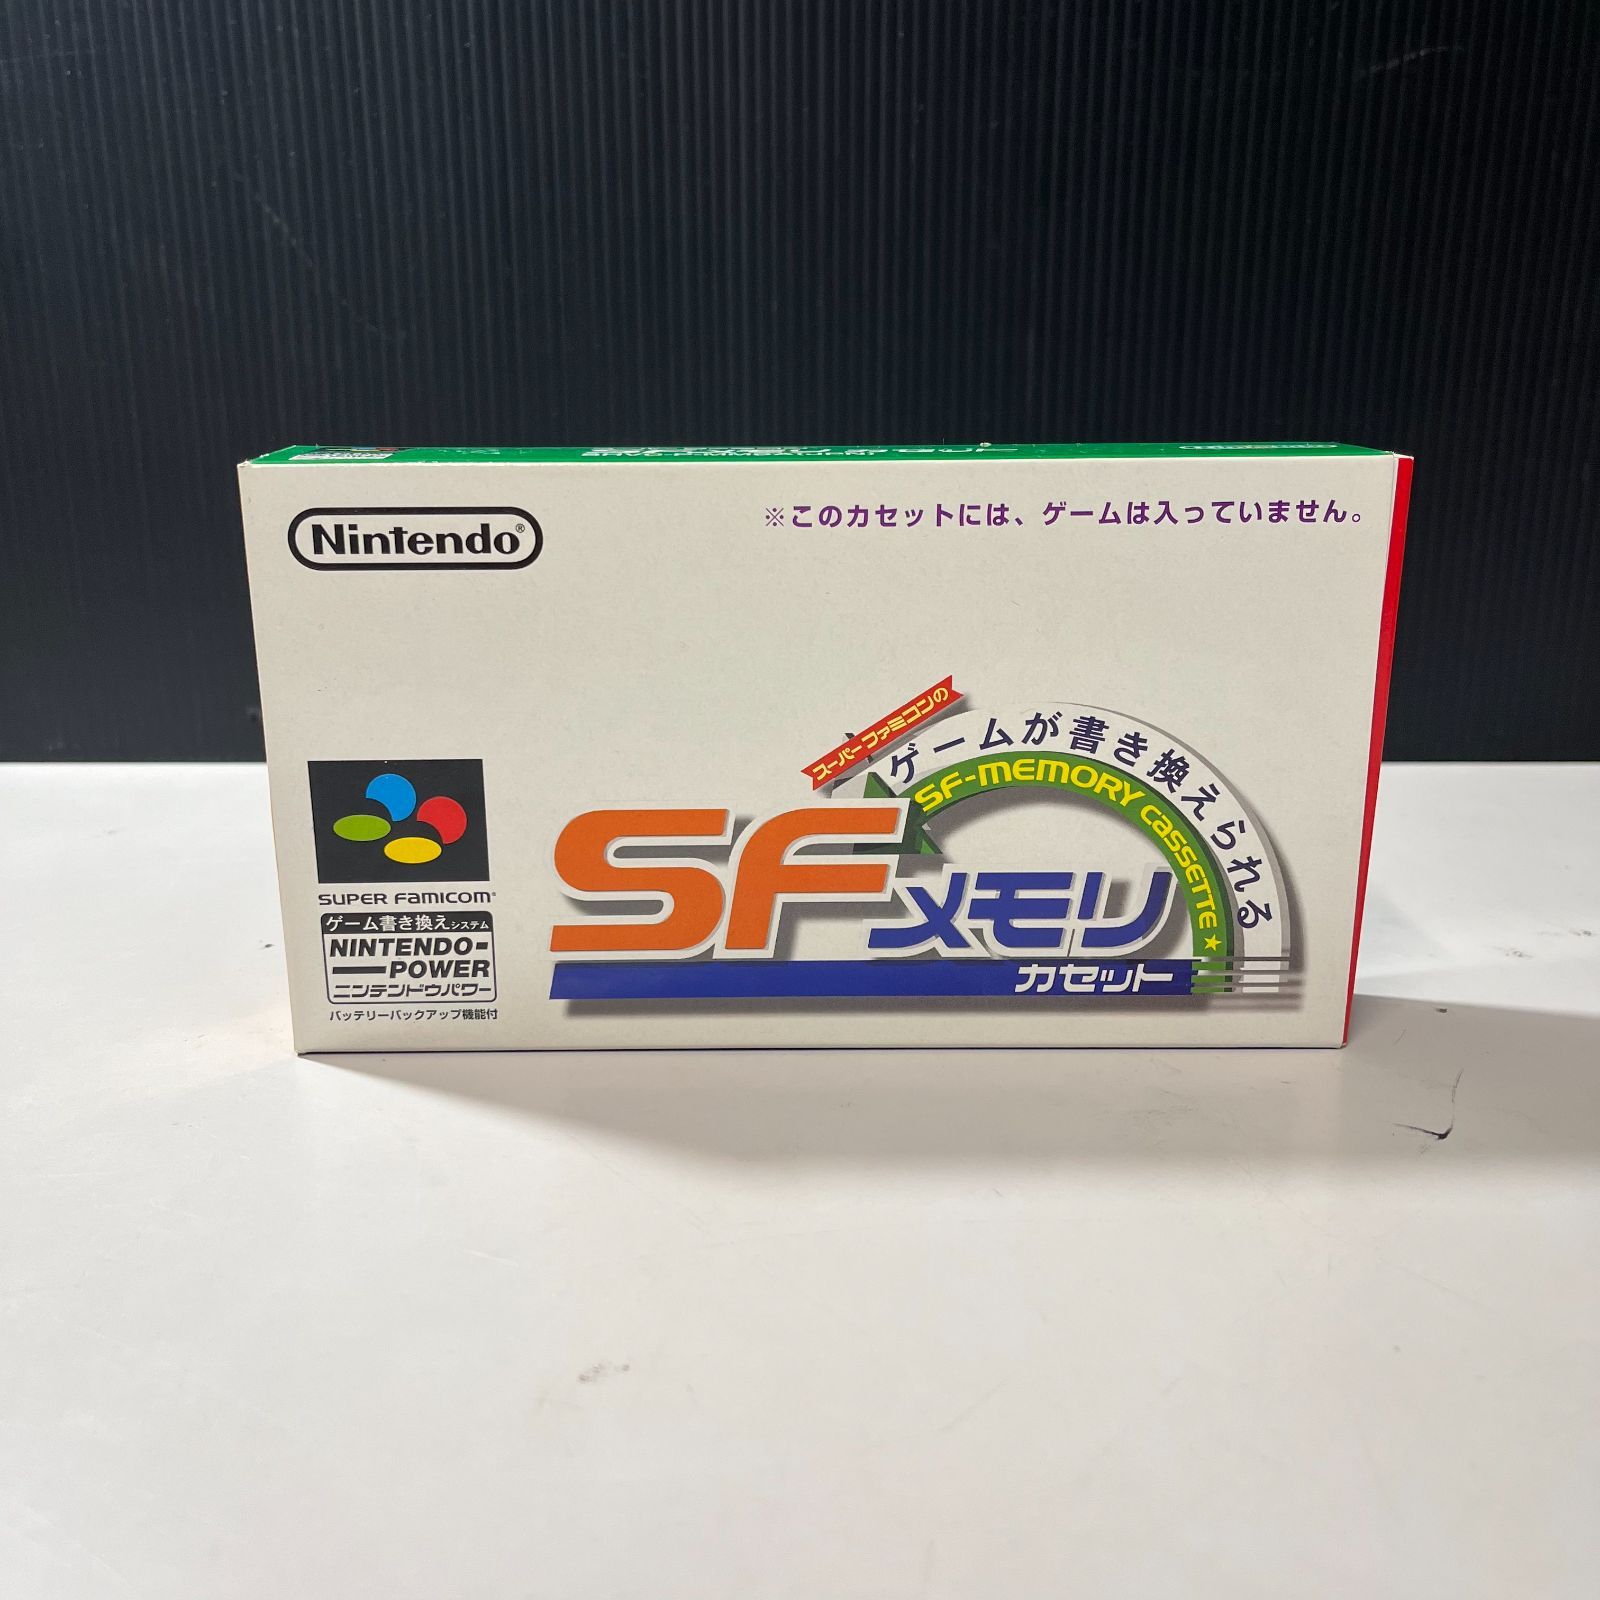 Nintendo
Nintendo®
※このカセットには、ゲームは入っていません。
スーパーファミコンの
ゲームが書き換えられる
SF-MEMORY CASSETTE★
SFメモリ
カセット
SUPER FAMICOM®
ゲーム書き換えシステム
NINTENDO-
POWER
ニンテンドウパワー
バッテリーバックアップ機能付